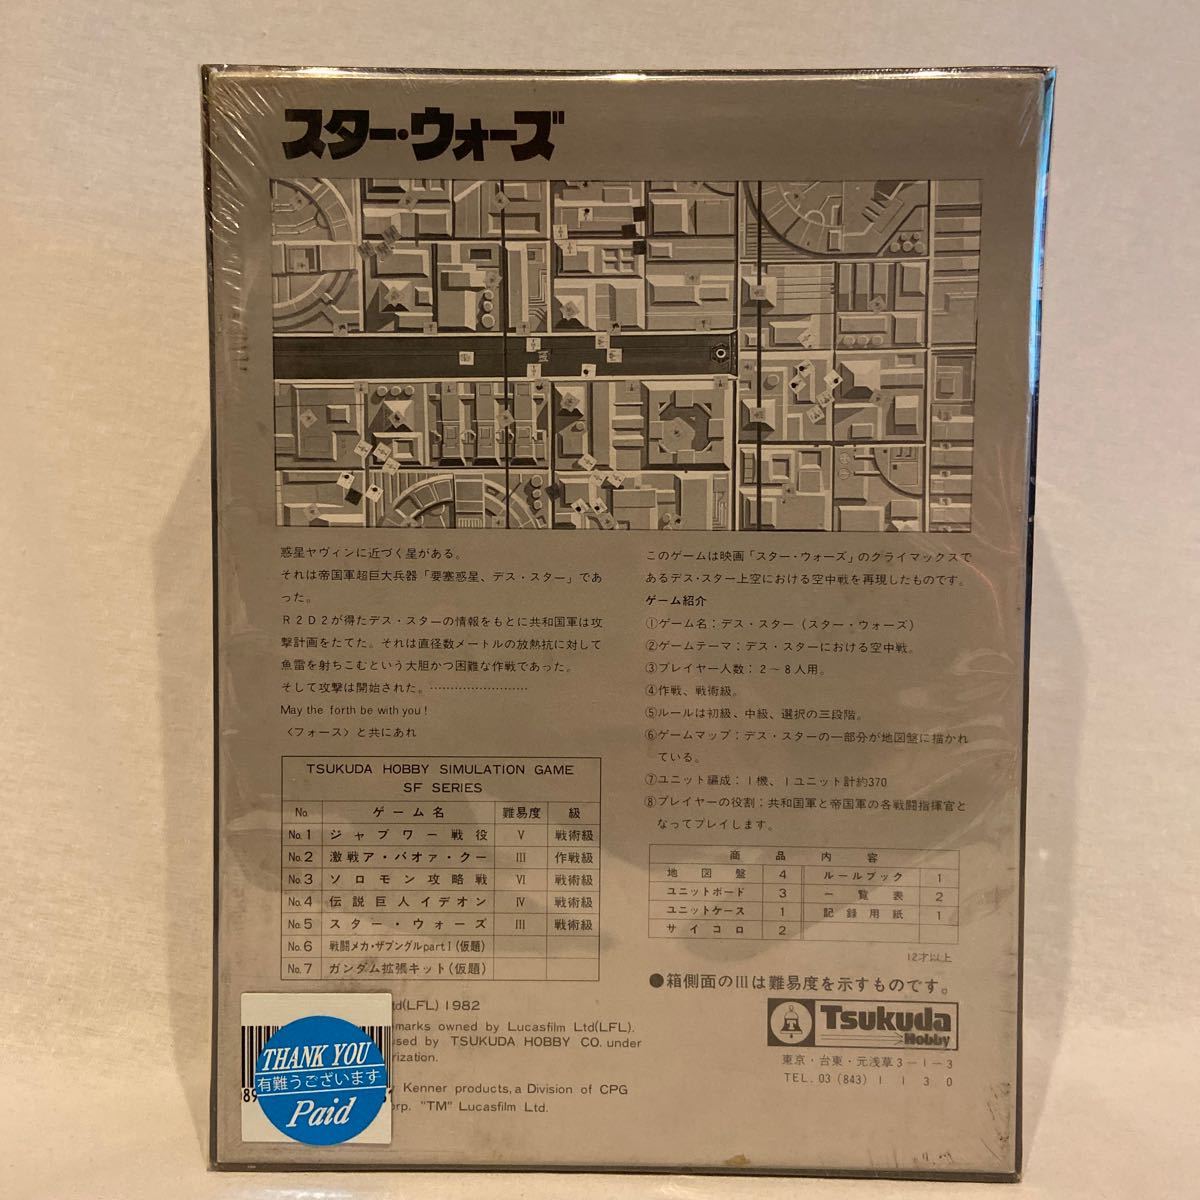 スター・ウォーズ
惑星ヤヴィンに近づく星がある。
それは帝国軍超巨大兵器「要塞惑星、デス・スター」であ
った。
R2D2が得たデス・スターの情報をもとに共和国軍は攻
撃計画をたてた。それは直径数メートルの放熱抗に対して
魚雷を射ちこむという大胆かつ困難な作戦であった。
そして攻撃は開始された。……………………
May the forth be with you!
〈フォース〉と共にあれ
このゲームは映画「スター・ウォーズ」のクライマックスで
あるデス・スター上空における空中戦を再現したものです。
ゲーム紹介
①ゲーム名：デス・スター（スター・ウォーズ）
②ゲームテーマ：デス・スターにおける空中戦。
③プレイヤー人数：2〜8人用。
④作戦、戦術級。
⑤ルールは初級、中級、選択の三段階。
⑥ゲームマップ：デス・スターの一部分が地図盤に描かれ
ている。
⑦ユニット編成：1機、1ユニット計約370
⑧プレイヤーの役割：共和国軍と帝国軍の各戦闘指揮官と
なってプレイします。
TSUKUDA HOBBY SIMULATION GAME
SF SERIES
No. ゲーム名 難易度 級
No.1 ジャブロー戦役 V 戦術級
No.2 激戦ア・バオァ・クー III 作戦級
No.3 ソロモン攻略戦 VI 戦術級
No.4 伝説巨人イデオン IV 戦術級
No.5 スター・ウォーズ III 戦術級
No.6 戦闘メカ・ザブングルpart I (仮題)
No.7 ガンダム拡張キット(仮題)
商品内容
地図盤 4 ルールブック 1
ユニットボード 3 一覧表 2
ユニットケース 1 記録用紙 1
サイコロ 2
12才以上
●箱側面のIIIは難易度を示すものです。
td(LFL) 1982
marks owned by Lucasfilm Ltd(LFL).
used by TSUKUDA HOBBY CO. under
rization.
Kenner products, a Division of CPG
orp. "TM" Lucasfilm Ltd.
THANK YOU
有難うございます
Paid
Tsukuda
Hobby
東京・台東・元浅草3-1-3
TEL. 03 (843) 1130